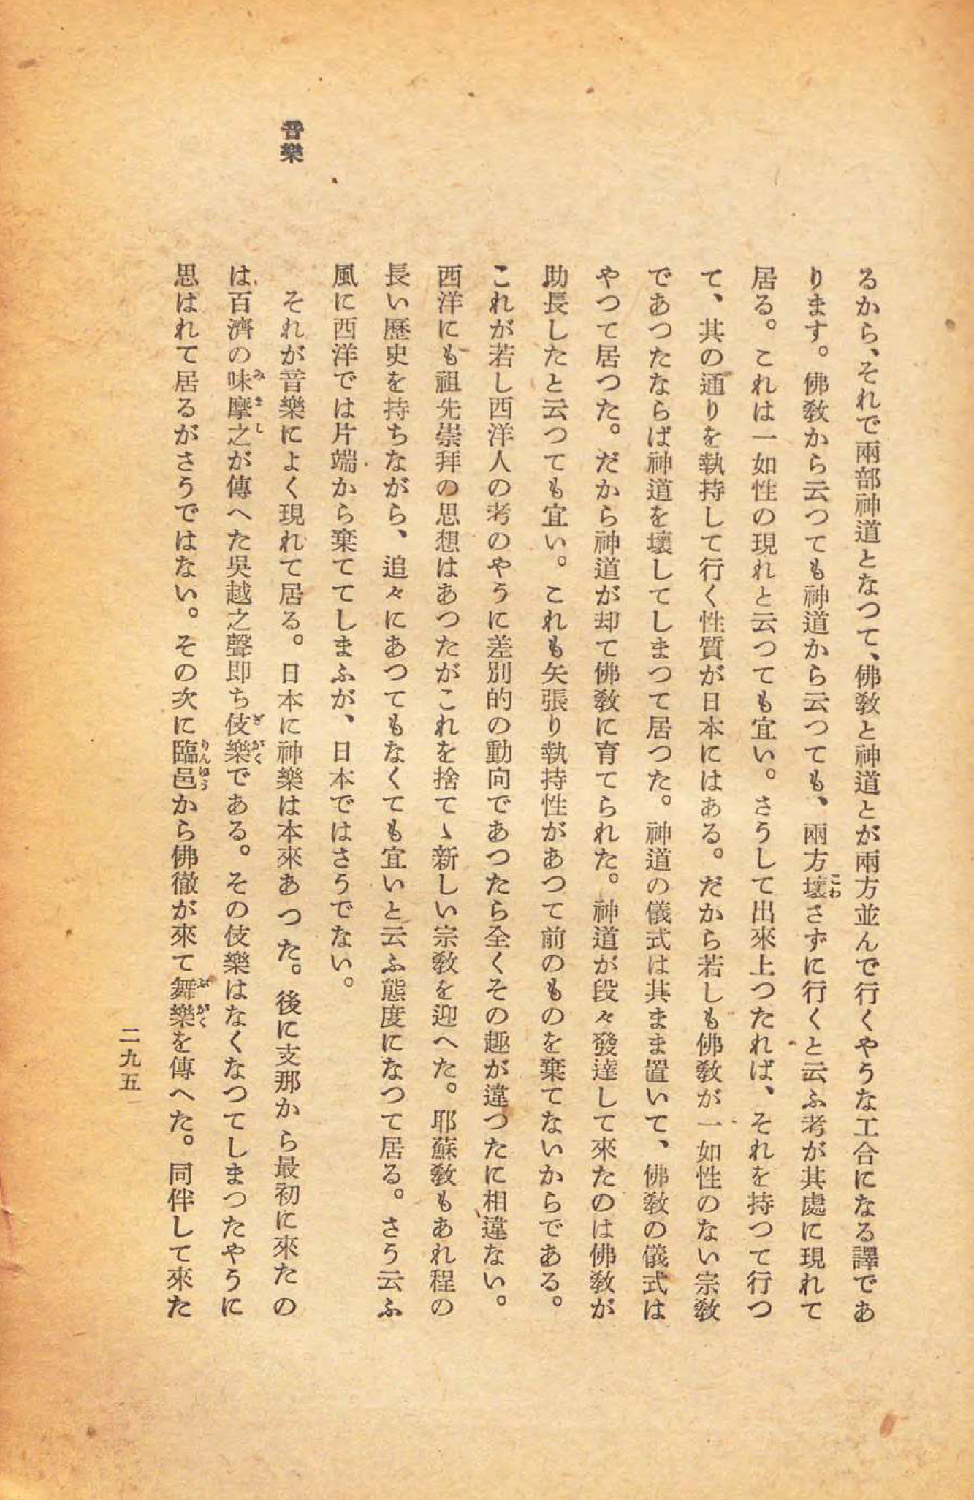 るから、それで兩部神道となつて、佛敎と神道とが兩方並んで行くやうな工合になる譯であ
ります。佛敎から云つても神道から云つても、兩方壞さずに行くと云ふ考が其處に現れて
居る。これは一如性の現れと云つても宜い。さうして出來上つたれば、それを持つて行つ
て、其の通りを執持して行く性質が日本にはある。だから若しも佛敎が一如性のない宗敎
であつたならば神道を壞してしまつて居つた。神道の儀式は其まま置いて、佛敎の儀式は
やつて居つた。だから神道が却て佛敎に育てられた。神道が段々發達して來たのは佛敎が
助長したと云つても宜い。これも矢張り執持性があつて前のものを棄てないからである。
これが若し西洋人の考のやうに差別的の動向であつたら全くその趣が違つたに相違ない。
西洋にも祖先崇拜の思想はあつたがこれを捨てゝ新しい宗敎を迎へた。耶蘇敎もあれ程の
長い歷史を持ちながら、追々にあつてもなくても宜いと云ふ態度になつて居る。さう云ふ
風に西洋では片端から棄ててしまふが、日本ではさうでない。
音樂
それが音樂によく現れて居る。日本に神樂は本來あつた。後に支那から最初に來たの
は百濟の味摩之が傳へた吳越之聲卽ち伎樂である。その伎樂はなくなつてしまつたやうに
思はれて居るがさうではない。その次に臨邑から佛徹が來て舞樂を傳へた。同伴して來た
二九五